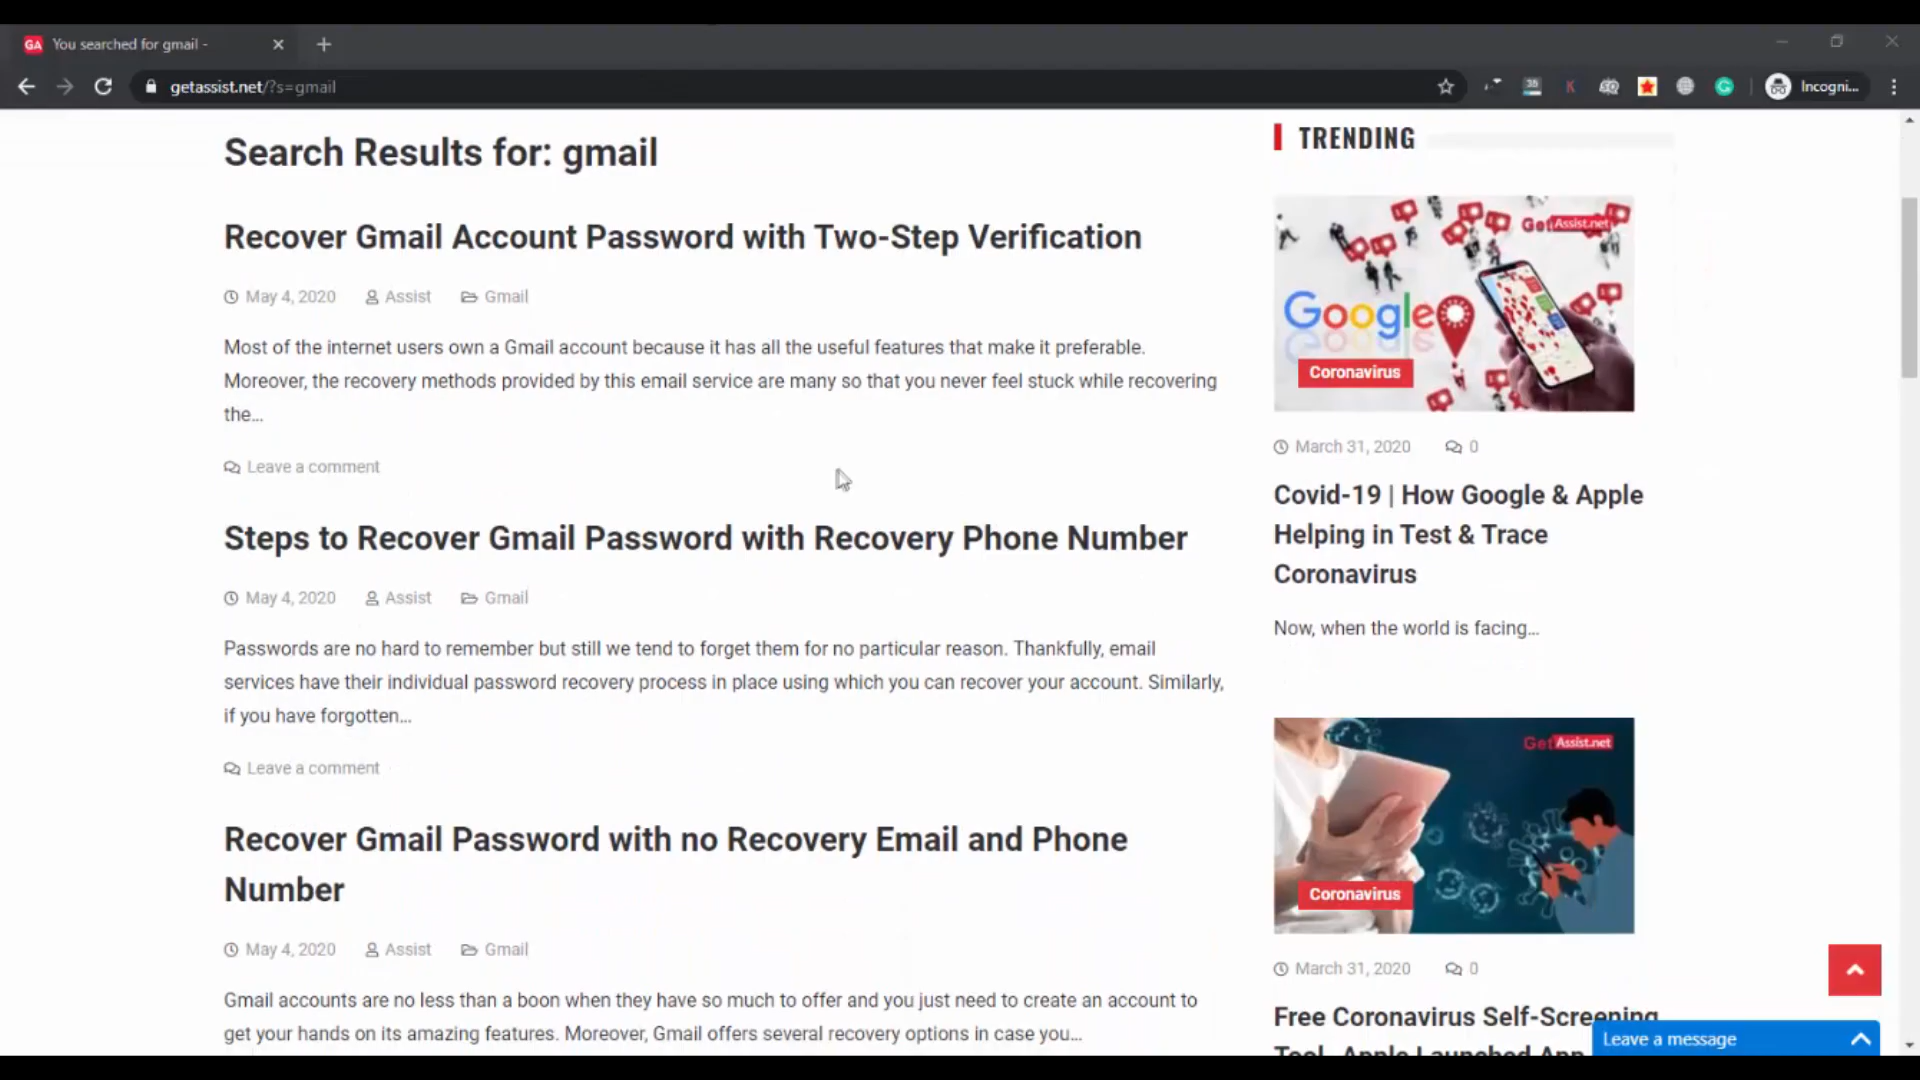 GA You searched for gmail -
getassist.net/?s=gmail
Incogni...
Search Results for: gmail
Recover Gmail Account Password with Two-Step Verification
May 4, 2020 Assist Gmail
Most of the internet users own a Gmail account because it has all the useful features that make it preferable.
Moreover, the recovery methods provided by this email service are many so that you never feel stuck while recovering
the...
Leave a comment
Steps to Recover Gmail Password with Recovery Phone Number
May 4, 2020 Assist Gmail
Passwords are no hard to remember but still we tend to forget them for no particular reason. Thankfully, email
services have their individual password recovery process in place using which you can recover your account. Similarly,
if you have forgotten...
Leave a comment
Recover Gmail Password with no Recovery Email and Phone
Number
May 4, 2020 Assist Gmail
Gmail accounts are no less than a boon when they have so much to offer and you just need to create an account to
get your hands on its amazing features. Moreover, Gmail offers several recovery options in case you...
TRENDING
GetAssist.net
Google
Coronavirus
March 31, 2020 0
Covid-19 | How Google & Apple
Helping in Test & Trace
Coronavirus
Now, when the world is facing...
GetAssist.net
Coronavirus
March 31, 2020 0
Free Coronavirus Self-Screening
Tool- Apple Launched App
Leave a message